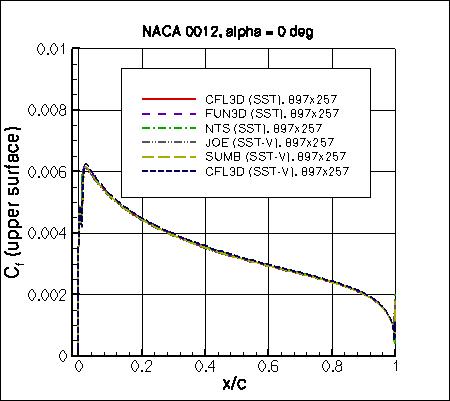 NACA 0012, alpha = 0 deg
0.01
0.008
0.006
0.004
0.002
0
Cf (upper surface)
CFL3D (SST), 897x257
FUN3D (SST), 897x257
NTS (SST), 897x257
JOE (SST-V), 897x257
SUMB (SST-V), 897x257
CFL3D (SST-V), 897x257
0 0.2 0.4 0.6 0.8 1
x/c